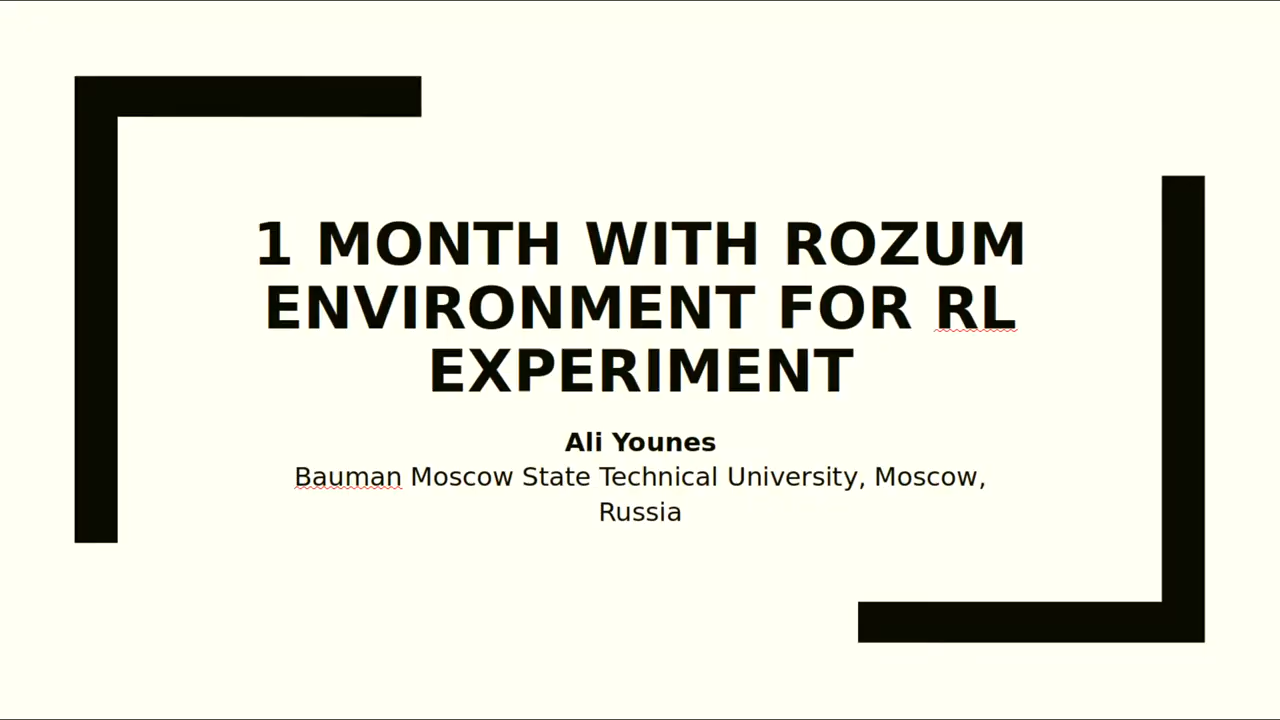 1 MONTH WITH ROZUM
ENVIRONMENT FOR RL
EXPERIMENT
Ali Younes
Bauman Moscow State Technical University, Moscow,
Russia